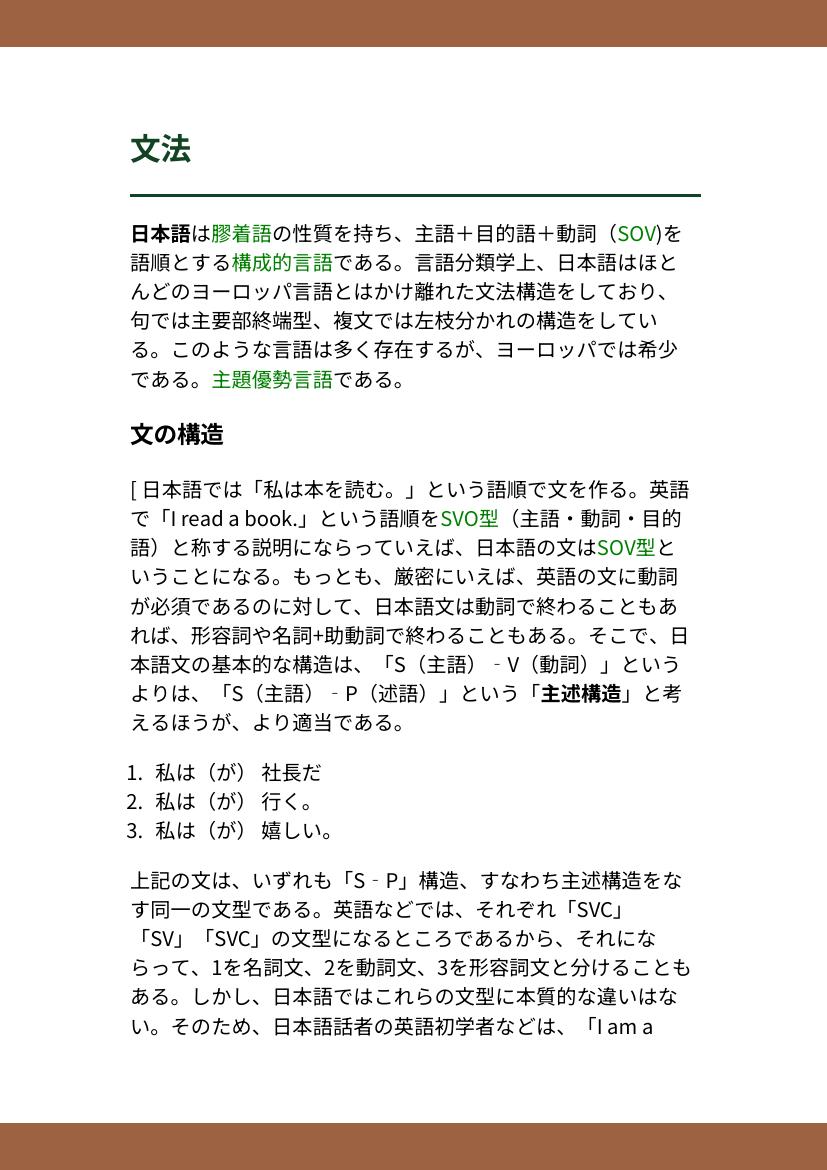 文法
日本語は膠着語の性質を持ち、主語＋目的語＋動詞（SOV)を
語順とする構成的言語である。言語分類学上、日本語はほと
んどのヨーロッパ言語とはかけ離れた文法構造をしており、
句では主要部終端型、複文では左枝分かれの構造をしてい
る。このような言語は多く存在するが、ヨーロッパでは希少
である。主題優勢言語である。
文の構造
[ 日本語では「私は本を読む。」という語順で文を作る。英語
で「I read a book.」という語順をSVO型（主語・動詞・目的
語）と称する説明にならっていえば、日本語の文はSOV型と
いうことになる。もっとも、厳密にいえば、英語の文に動詞
が必須であるのに対して、日本語文は動詞で終わることもあ
れば、形容詞や名詞+助動詞で終わることもある。そこで、日
本語文の基本的な構造は、「S（主語）‐V（動詞）」という
よりは、「S（主語）‐P（述語）」という「主述構造」と考
えるほうが、より適当である。
1. 私は（が） 社長だ
2. 私は（が） 行く。
3. 私は（が） 嬉しい。
上記の文は、いずれも「S‐P」構造、すなわち主述構造をな
す同一の文型である。英語などでは、それぞれ「SVC」
「SV」「SVC」の文型になるところであるから、それにな
らって、1を名詞文、2を動詞文、3を形容詞文と分けることも
ある。しかし、日本語ではこれらの文型に本質的な違いはな
い。そのため、日本語話者の英語初学者などは、「I am a